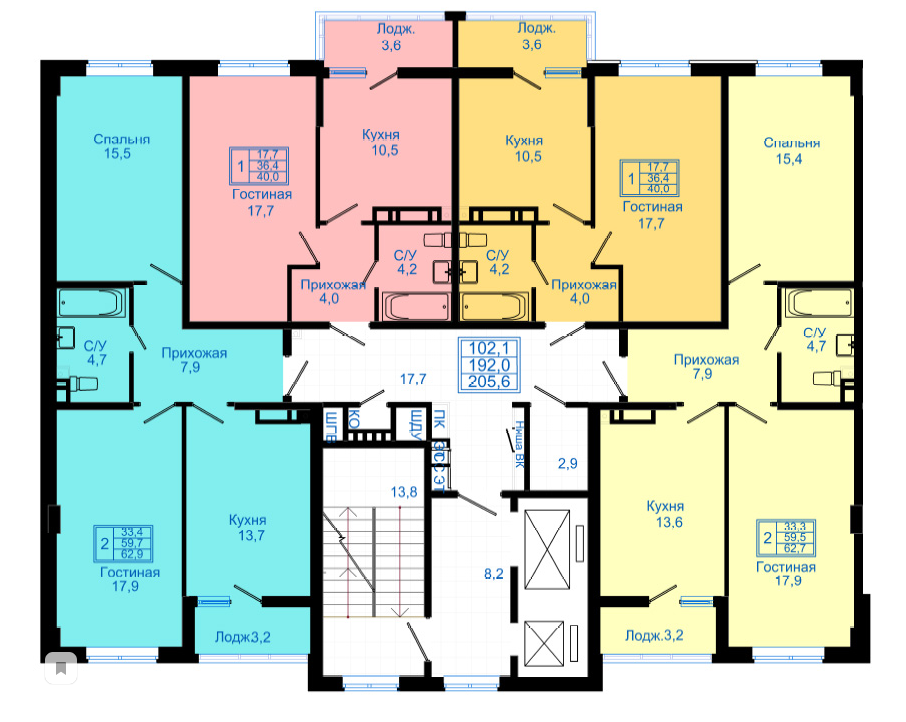 Лодж.
3,6
Лодж.
3,6
Спальня
15,5
Кухня
10,5
Кухня
10,5
Спальня
15,4
1
17,7
36,4
40,0
Гостиная
17,7
1
17,7
36,4
40,0
Гостиная
17,7
С/У
4,2
С/У
4,2
Прихожая
4,0
Прихожая
4,0
С/У
4,7
Прихожая
7,9
17,7
102,1
192,0
205,6
Прихожая
7,9
С/У
4,7
ШПЕ
КО
ШДУ
ПК
Ниша ВК
2,9
13,8
8,2
Кухня
13,7
Кухня
13,6
2
33,4
59,7
62,9
Гостиная
17,9
2
33,3
59,5
62,7
Гостиная
17,9
Лодж3,2
Лодж.3,2